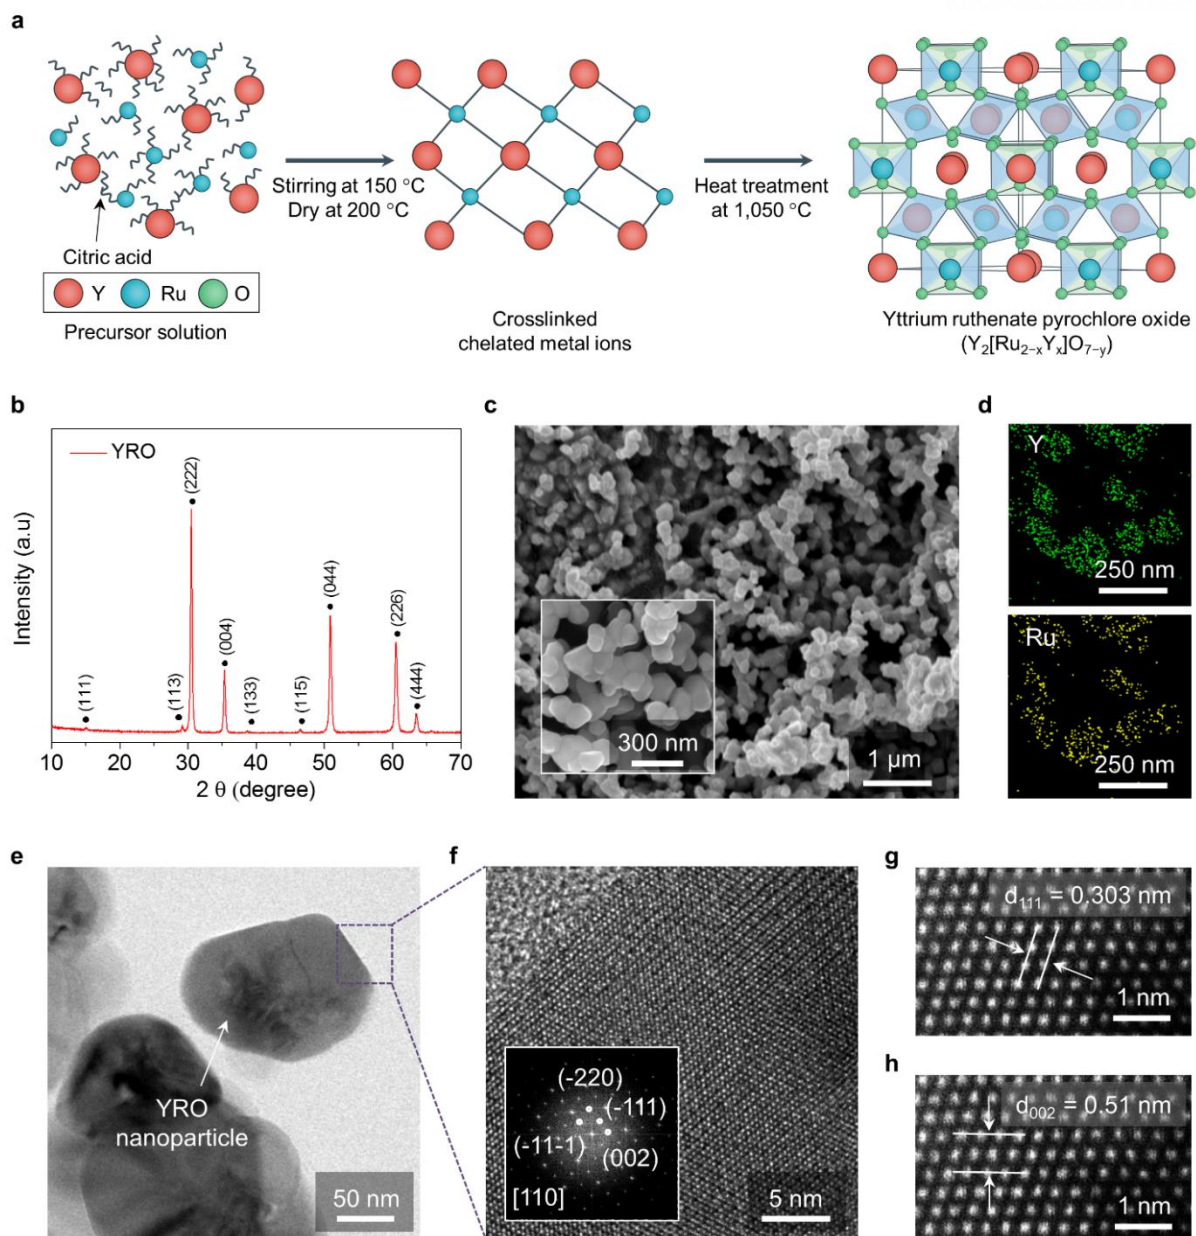 a
Stirring at 150 °C
Dry at 200 °C
Heat treatment
at 1,050 °C
Citric acid
Y Ru O
Precursor solution
Crosslinked
chelated metal ions
Yttrium ruthenate pyrochlore oxide
(Y₂[Ru₂₋ₓYₓ]O₇₋y)
b
YRO
(111)
(113)
(222)
(004)
(133)
(115)
(044)
(226)
(444)
Intensity (a.u)
10 20 30 40 50 60 70
2 θ (degree)
c
300 nm
1 µm
d
Y
250 nm
Ru
250 nm
e
YRO
nanoparticle
50 nm
f
(-220)
(-111)
(-11-1)
(002)
[110]
5 nm
g
d₁₁₁ = 0.303 nm
1 nm
h
d₀₀₂ = 0.51 nm
1 nm